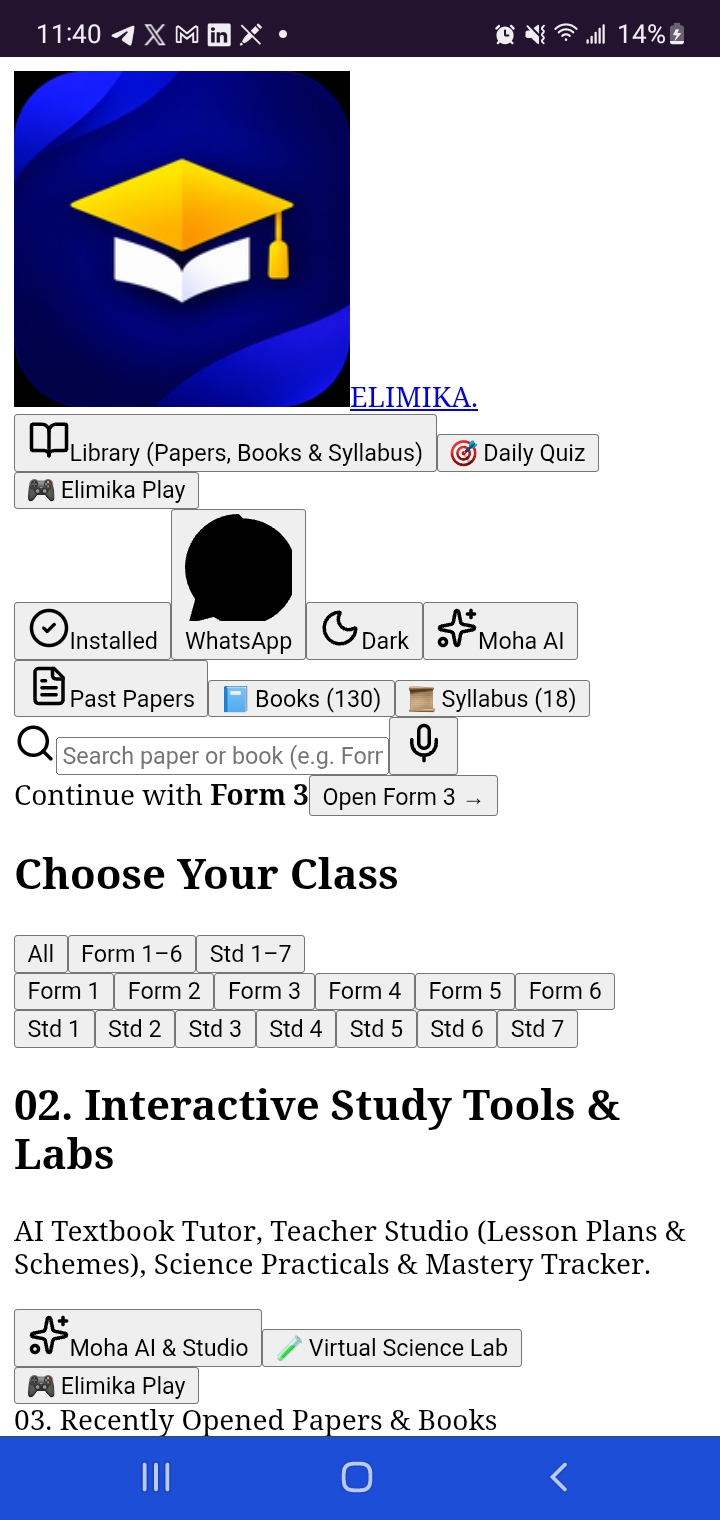 11:40 14%
ELIMIKA.
Library (Papers, Books & Syllabus) 🎯 Daily Quiz
🎮 Elimika Play
Installed WhatsApp Dark Moha AI
Past Papers 📘 Books (130) 📜 Syllabus (18)
Search paper or book (e.g. Forr
Continue with Form 3 Open Form 3 →
Choose Your Class
All Form 1–6 Std 1–7
Form 1 Form 2 Form 3 Form 4 Form 5 Form 6
Std 1 Std 2 Std 3 Std 4 Std 5 Std 6 Std 7
02. Interactive Study Tools &
Labs
AI Textbook Tutor, Teacher Studio (Lesson Plans &
Schemes), Science Practicals & Mastery Tracker.
Moha AI & Studio 🧪 Virtual Science Lab
🎮 Elimika Play
03. Recently Opened Papers & Books